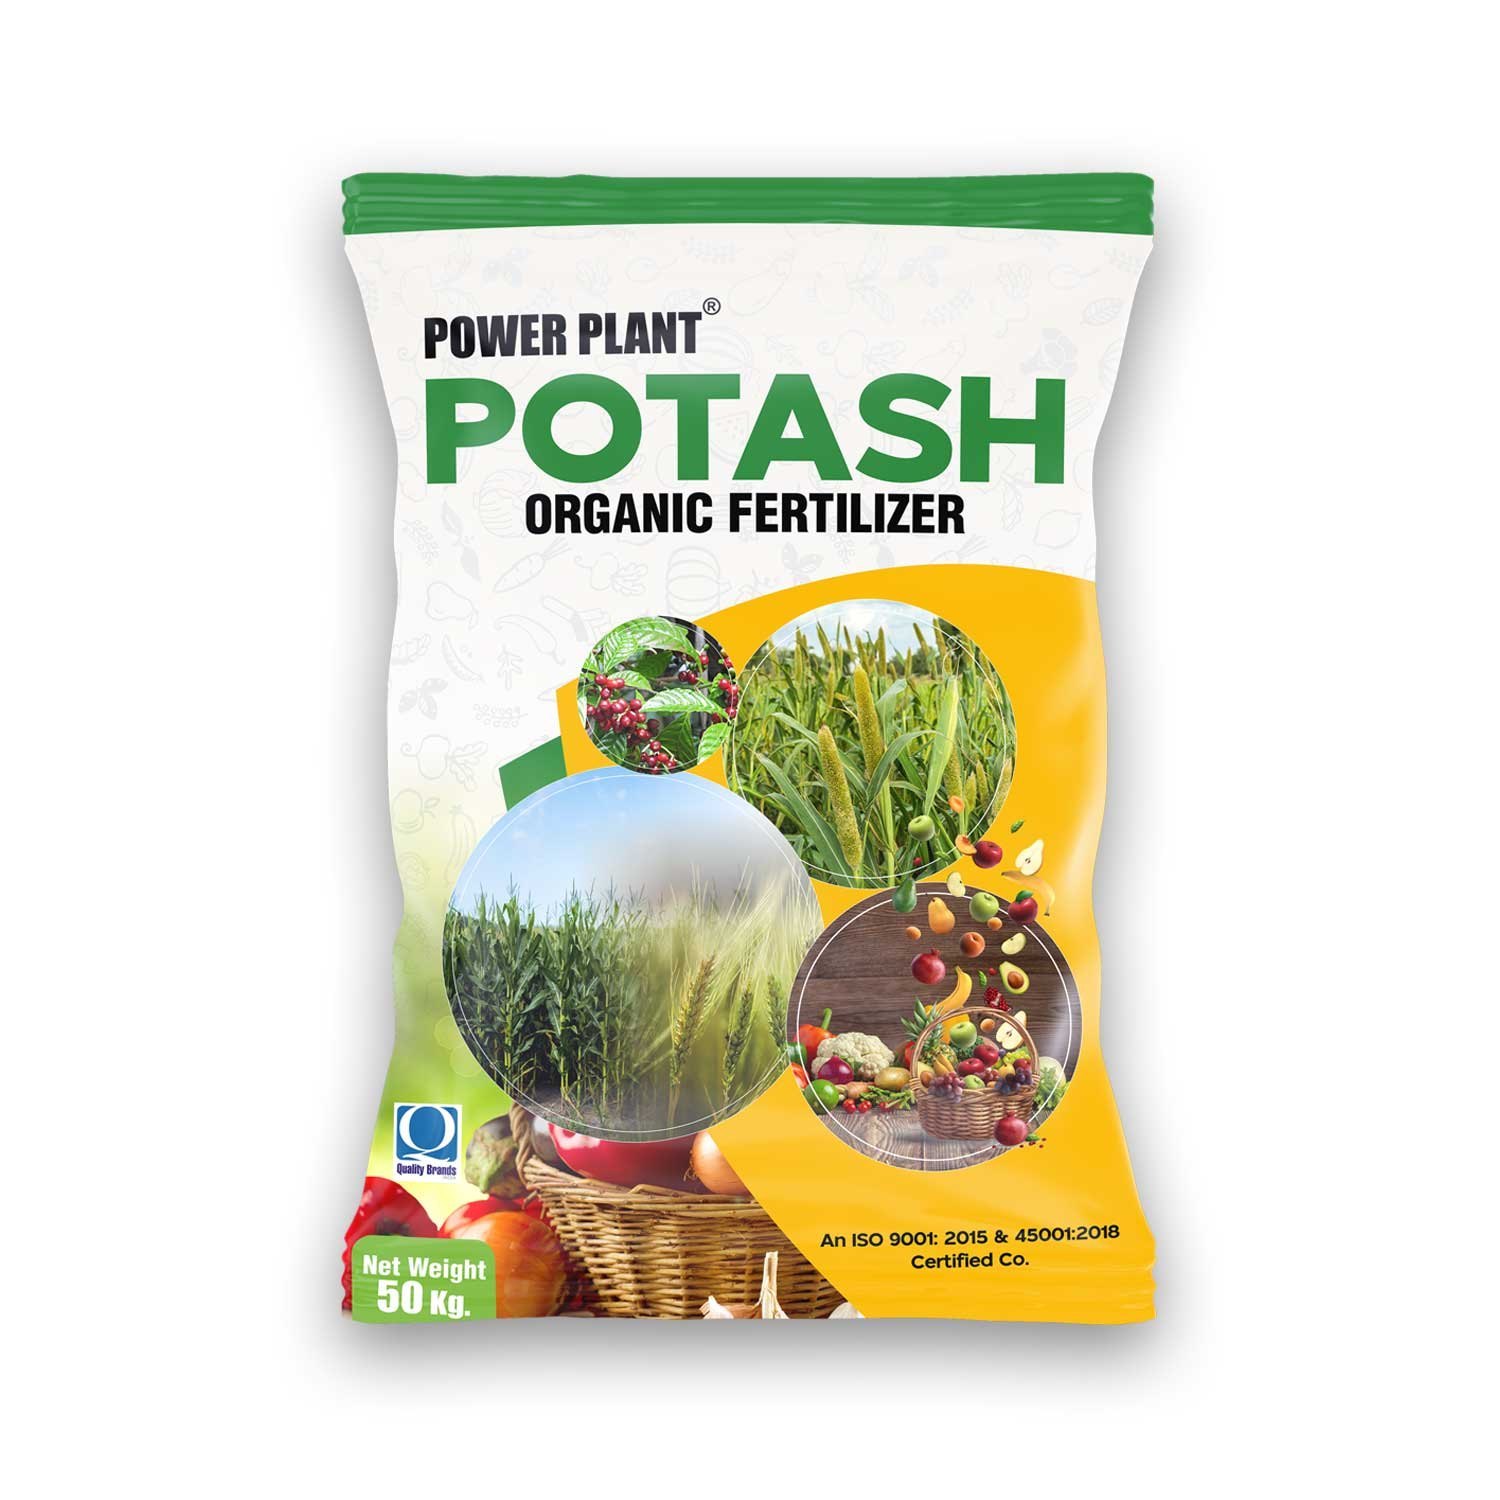 POWER PLANT®
POTASH
ORGANIC FERTILIZER
Q
Quality Brands
INDIA
An ISO 9001: 2015 & 45001:2018
Certified Co.
Net Weight
50 Kg.